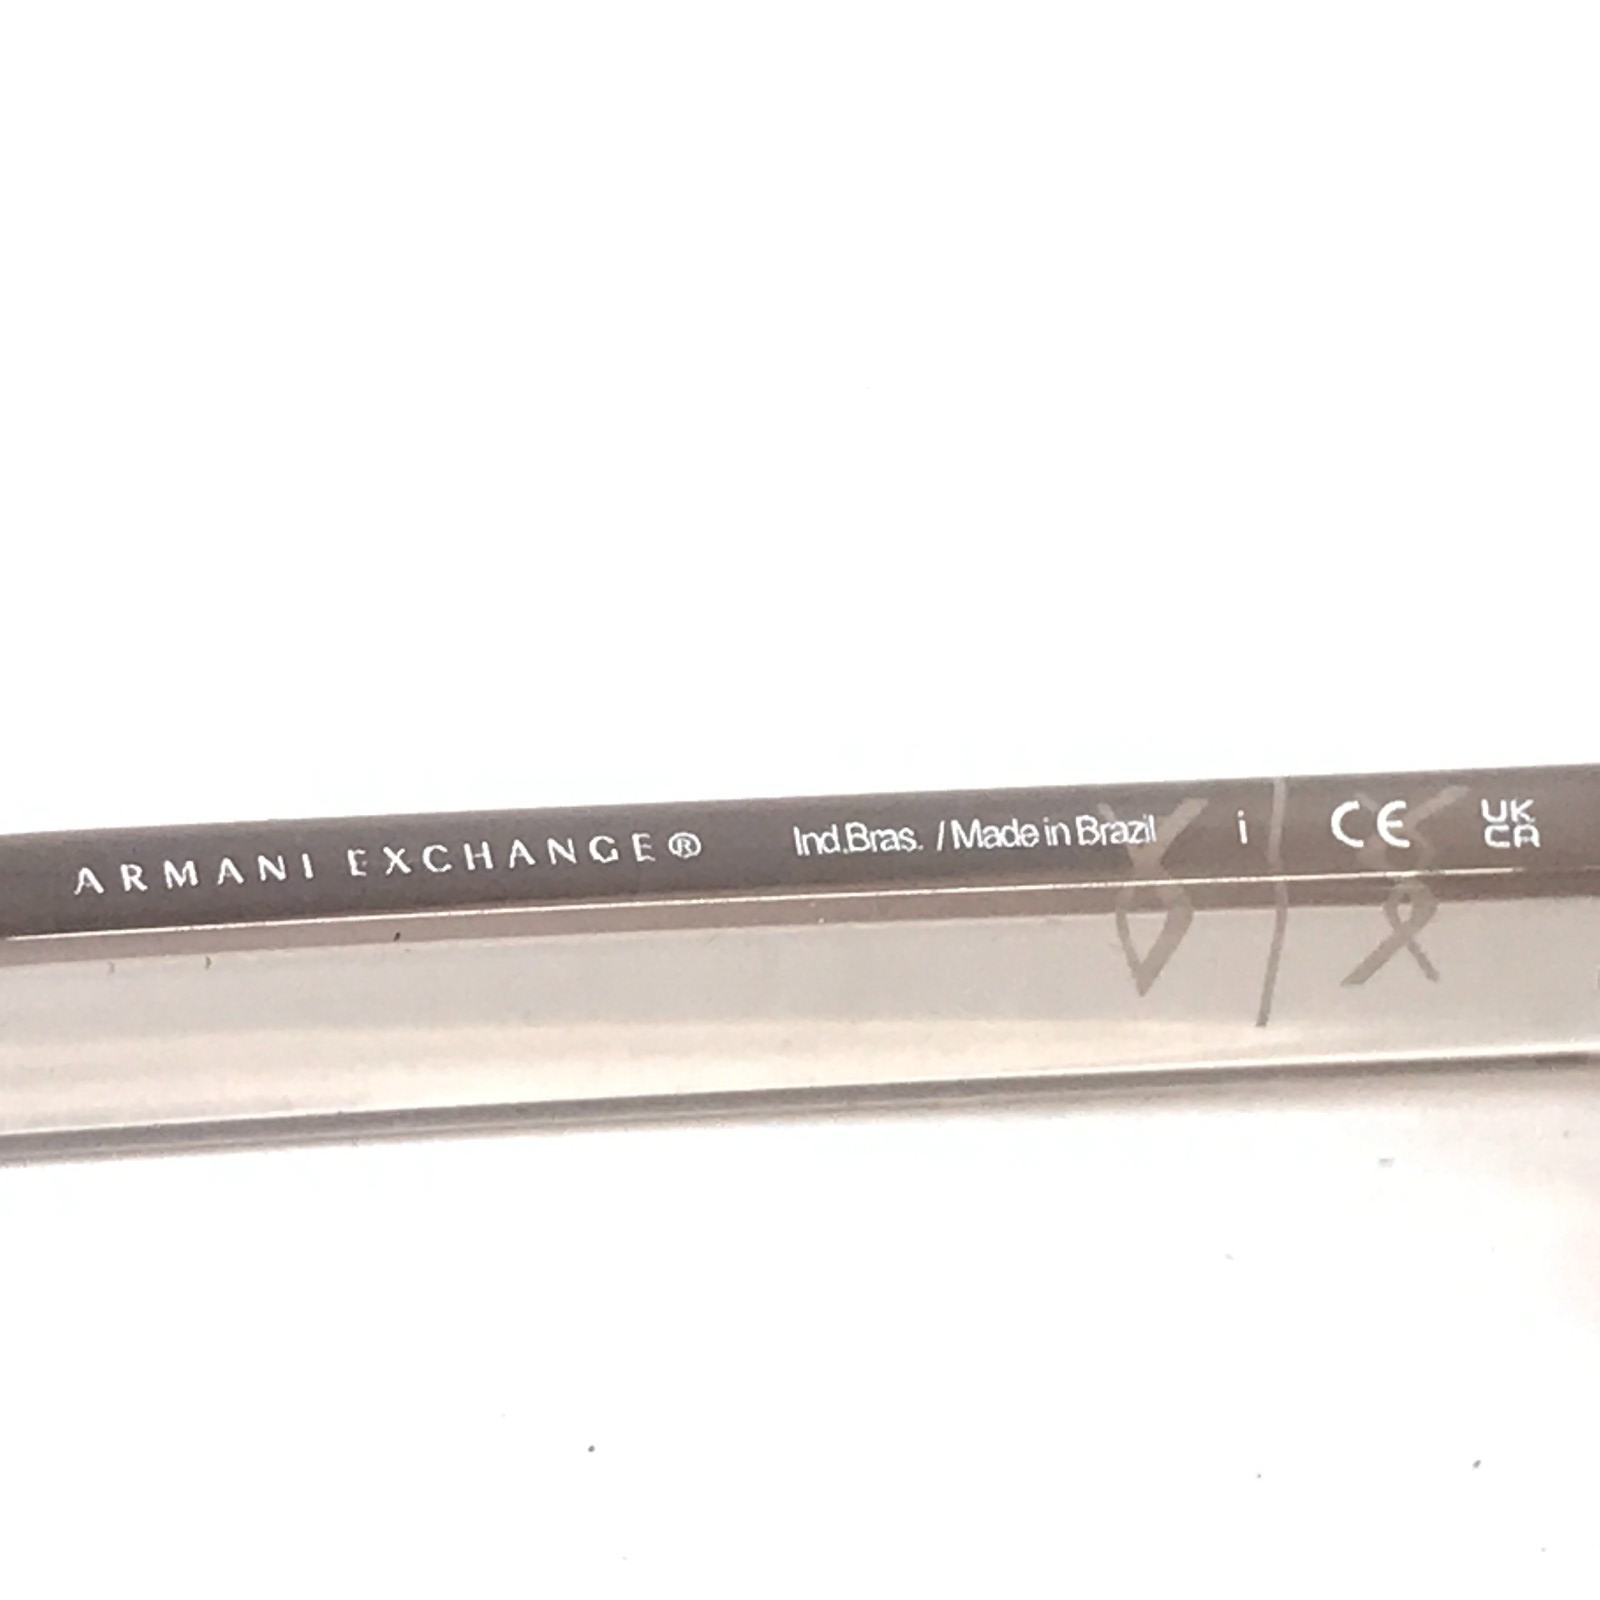 ARMANI EXCHANGE® Ind.Bras. / Made in Brazil i CE UK CA
A|X